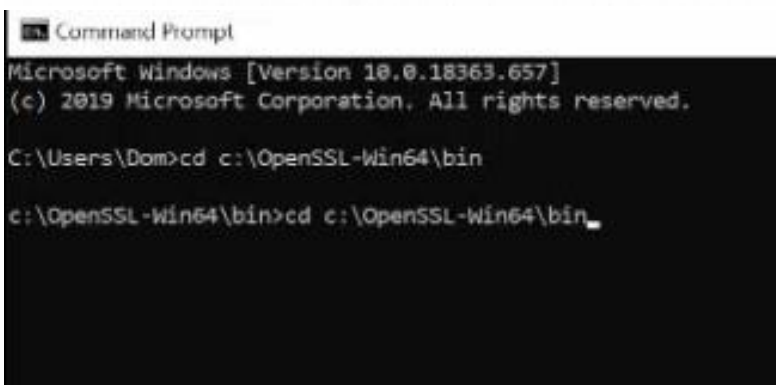 Command Prompt
Microsoft Windows [Version 10.0.18363.657]
(c) 2019 Microsoft Corporation. All rights reserved.
C:\Users\Dom>cd c:\OpenSSL-Win64\bin
c:\OpenSSL-Win64\bin>cd c:\OpenSSL-Win64\bin